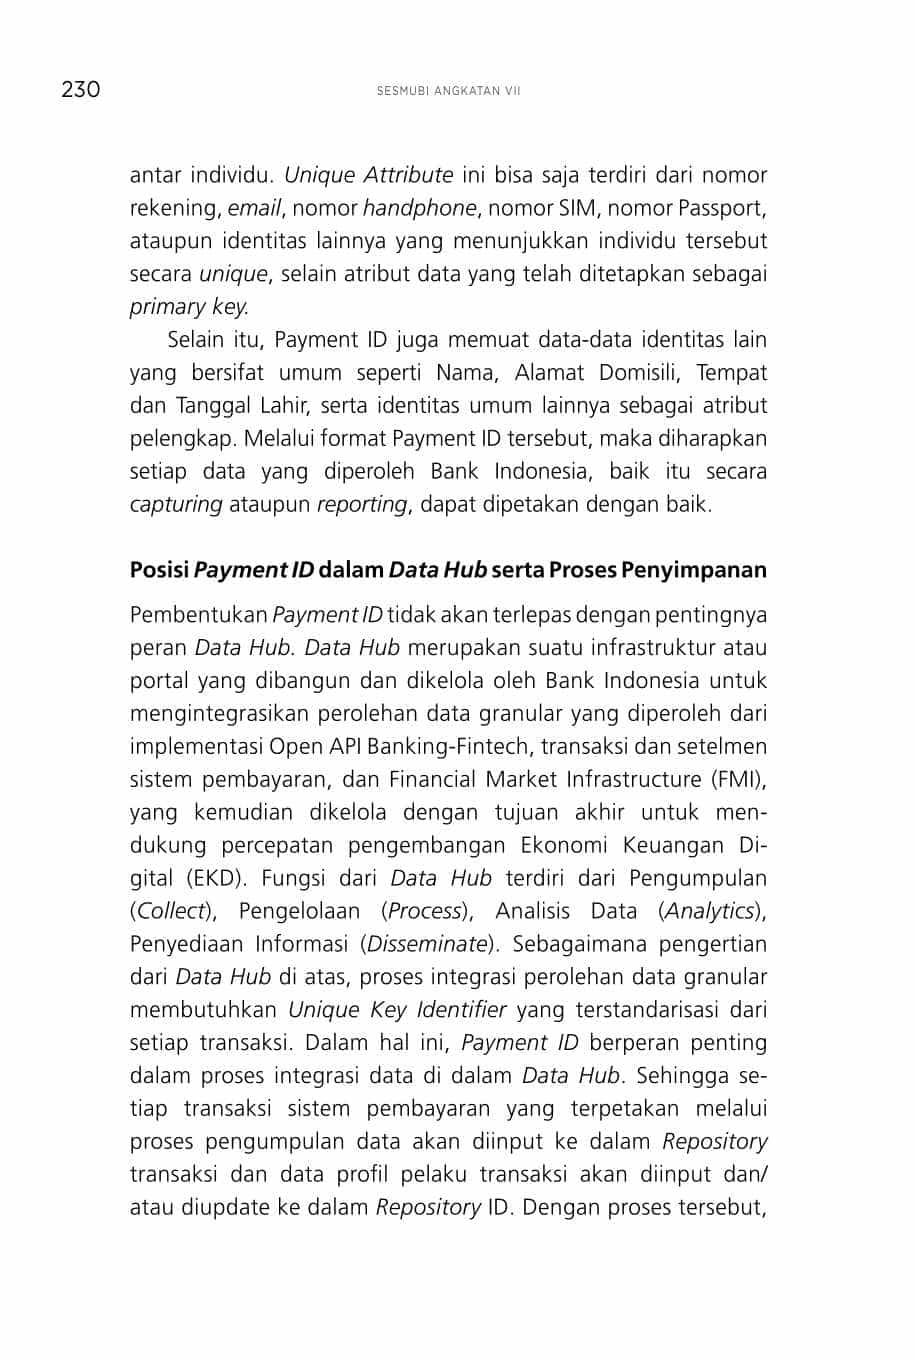 230
SESMUBI ANGKATAN VII
antar individu. Unique Attribute ini bisa saja terdiri dari nomor
rekening, email, nomor handphone, nomor SIM, nomor Passport,
ataupun identitas lainnya yang menunjukkan individu tersebut
secara unique, selain atribut data yang telah ditetapkan sebagai
primary key.
Selain itu, Payment ID juga memuat data-data identitas lain
yang bersifat umum seperti Nama, Alamat Domisili, Tempat
dan Tanggal Lahir, serta identitas umum lainnya sebagai atribut
pelengkap. Melalui format Payment ID tersebut, maka diharapkan
setiap data yang diperoleh Bank Indonesia, baik itu secara
capturing ataupun reporting, dapat dipetakan dengan baik.
Posisi Payment ID dalam Data Hub serta Proses Penyimpanan
Pembentukan Payment ID tidak akan terlepas dengan pentingnya
peran Data Hub. Data Hub merupakan suatu infrastruktur atau
portal yang dibangun dan dikelola oleh Bank Indonesia untuk
mengintegrasikan perolehan data granular yang diperoleh dari
implementasi Open API Banking-Fintech, transaksi dan setelmen
sistem pembayaran, dan Financial Market Infrastructure (FMI),
yang kemudian dikelola dengan tujuan akhir untuk men-
dukung percepatan pengembangan Ekonomi Keuangan Di-
gital (EKD). Fungsi dari Data Hub terdiri dari Pengumpulan
(Collect), Pengelolaan (Process), Analisis Data (Analytics),
Penyediaan Informasi (Disseminate). Sebagaimana pengertian
dari Data Hub di atas, proses integrasi perolehan data granular
membutuhkan Unique Key Identifier yang terstandarisasi dari
setiap transaksi. Dalam hal ini, Payment ID berperan penting
dalam proses integrasi data di dalam Data Hub. Sehingga se-
tiap transaksi sistem pembayaran yang terpetakan melalui
proses pengumpulan data akan diinput ke dalam Repository
transaksi dan data profil pelaku transaksi akan diinput dan/
atau diupdate ke dalam Repository ID. Dengan proses tersebut,